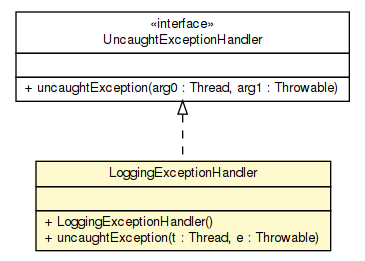 «interface»
UncaughtExceptionHandler
+ uncaughtException(arg0 : Thread, arg1 : Throwable)
LoggingExceptionHandler
+ LoggingExceptionHandler()
+ uncaughtException(t : Thread, e : Throwable)